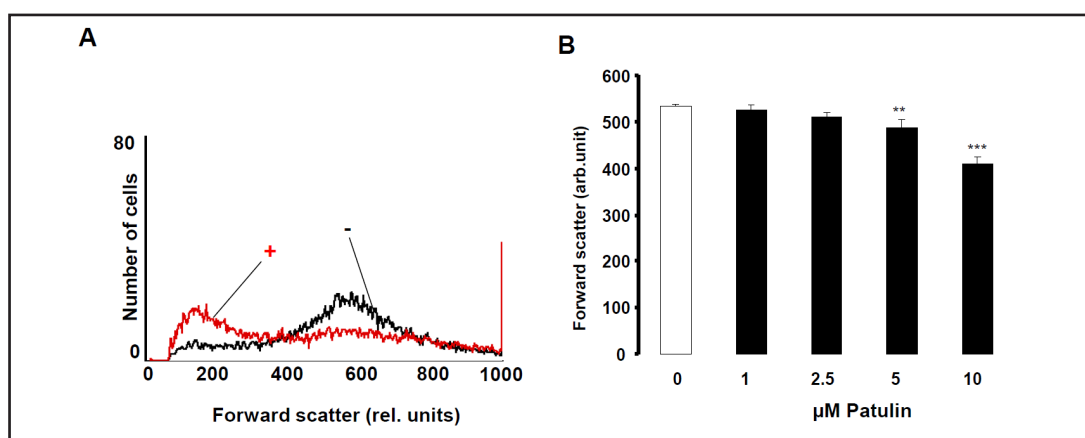 A
80
Number of cells
+
-
0
0 200 400 600 800 1000
Forward scatter (rel. units)
B
600
500
400
300
200
100
0
Forward scatter (arb.unit)
**
***
0 1 2.5 5 10
µM Patulin